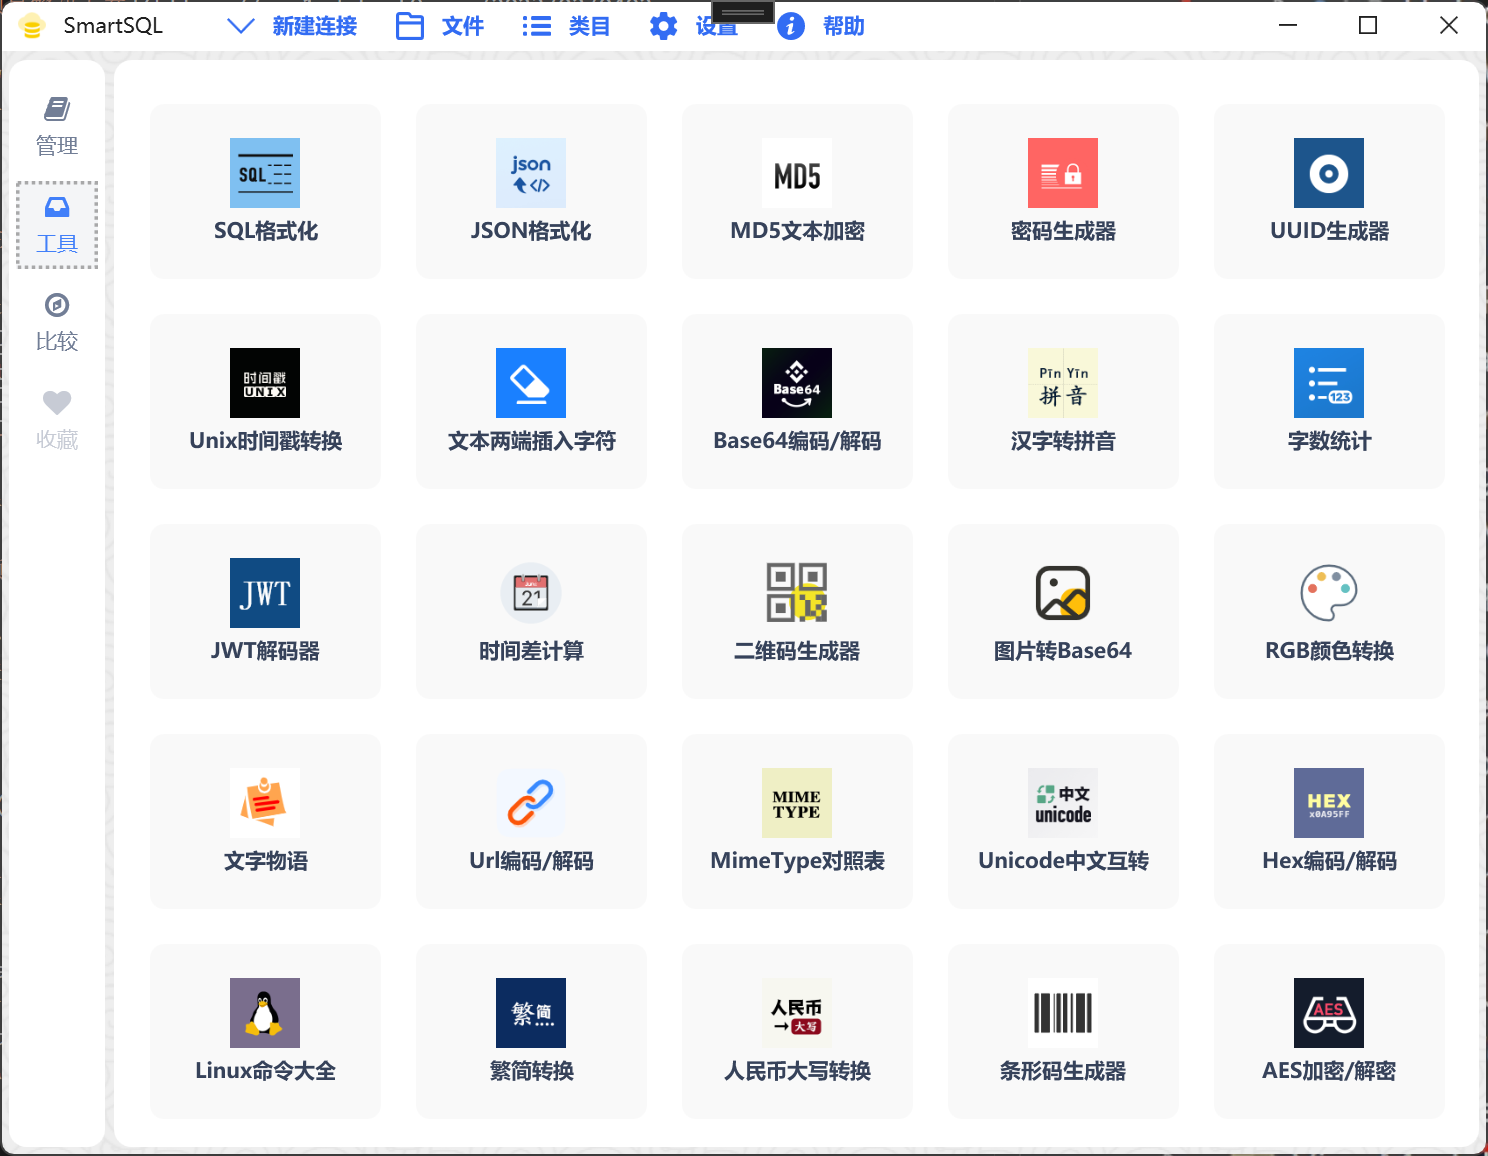 SmartSQL
新建连接
文件
类目
设置
帮助
管理
工具
比较
收藏
SQL
SQL格式化
json
</>
JSON格式化
MD5
MD5文本加密
密码生成器
UUID生成器
时间戳
UNIX
Unix时间戳转换
文本两端插入字符
Base64
Base64编码/解码
Pīn Yīn
拼音
汉字转拼音
123
字数统计
JWT
JWT解码器
21
时间差计算
二维码生成器
图片转Base64
RGB颜色转换
文字物语
Url编码/解码
MIME
TYPE
MimeType对照表
中文
unicode
Unicode中文互转
HEX
x0A95FF
Hex编码/解码
Linux命令大全
繁简
繁简转换
人民币
→大写
人民币大写转换
条形码生成器
AES
AES加密/解密